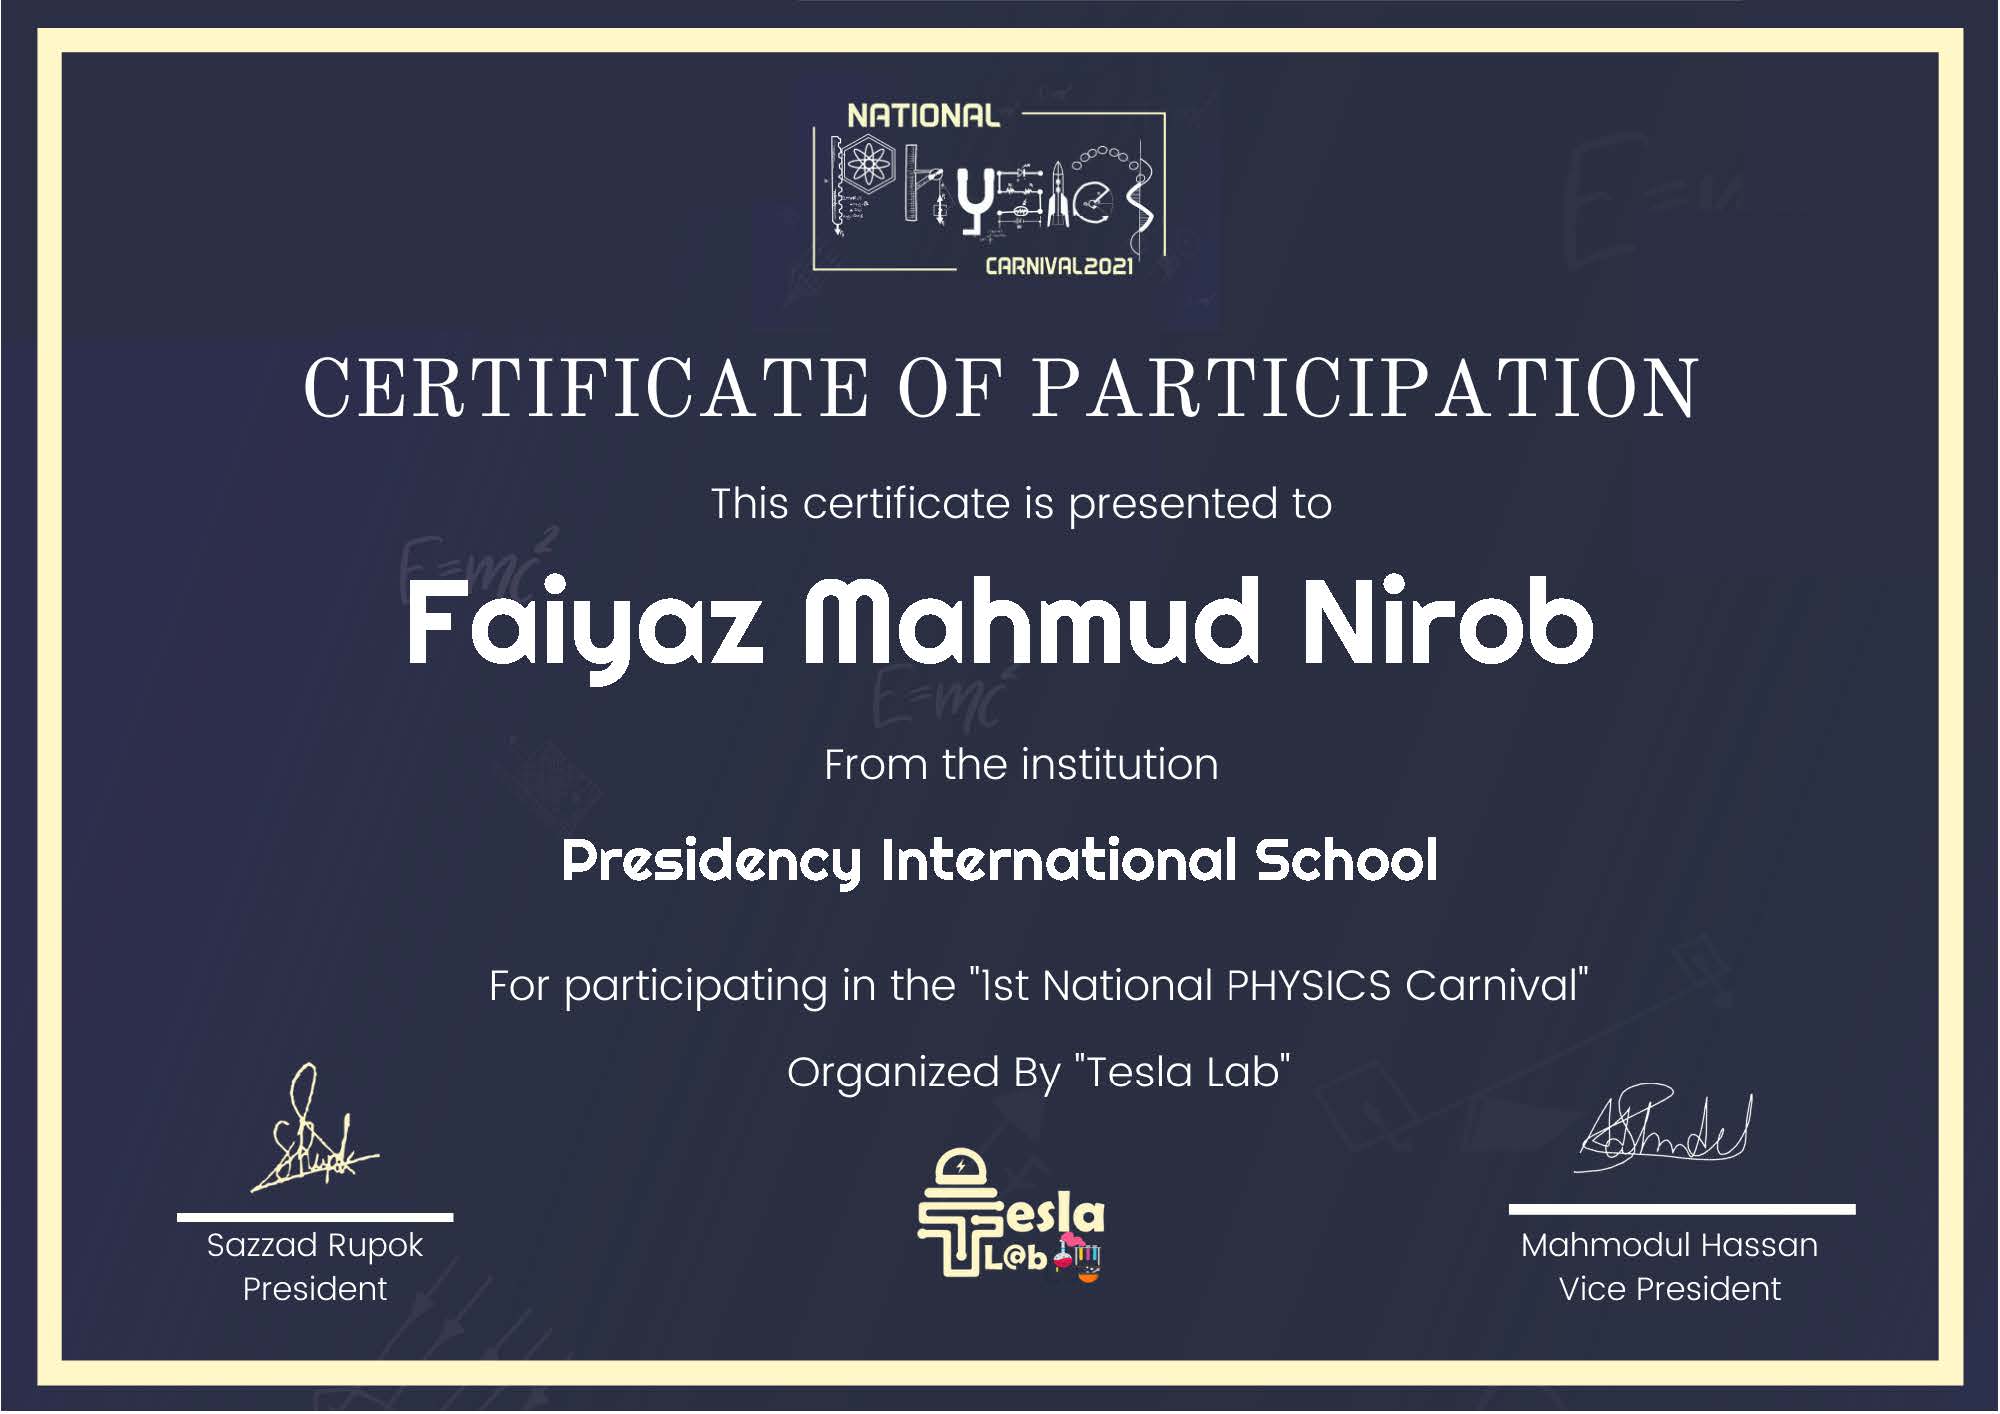 NATIONAL
Physics
CARNIVAL2021
CERTIFICATE OF PARTICIPATION
This certificate is presented to
E=mc²
Faiyaz Mahmud Nirob
E=mc²
From the institution
Presidency International School
For participating in the "1st National PHYSICS Carnival"
Organized By "Tesla Lab"
Tesla
L@b
Sazzad Rupok
President
Mahmodul Hassan
Vice President